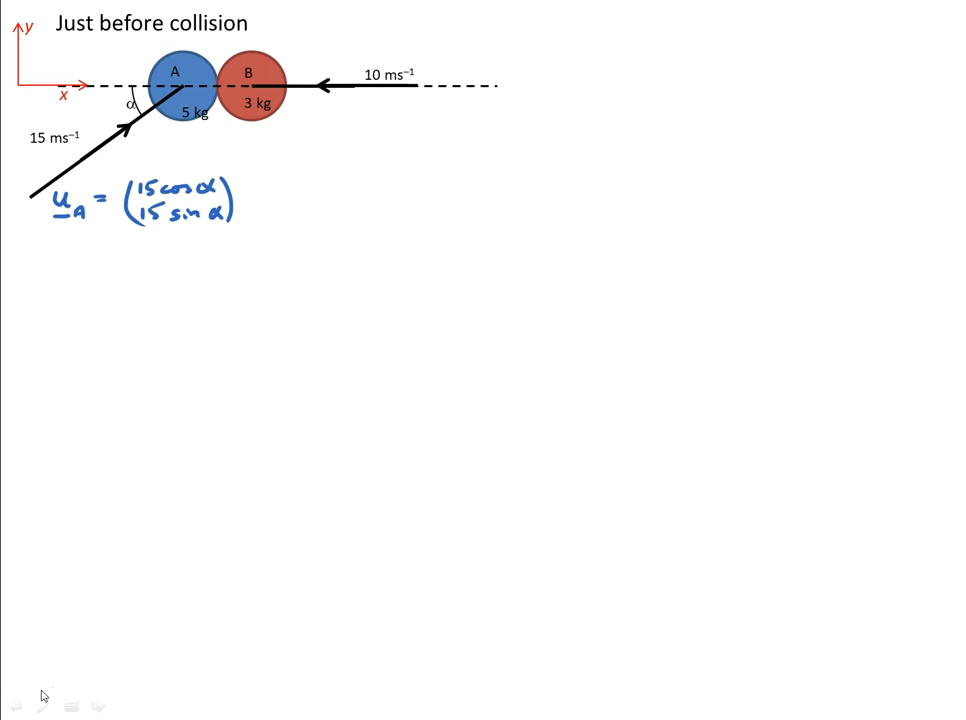 y
Just before collision
A
B
10 ms⁻¹
x
α
3 kg
5 kg
15 ms⁻¹
u_A = (15 cos α
15 sin α)